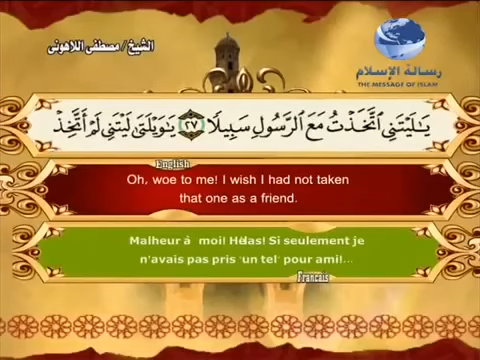 الشيخ / مصطفى اللاهونى
رسالة الإسلام
THE MESSAGE OF ISLAM
يَـٰلَيْتَنِى ٱتَّخَذْتُ مَعَ ٱلرَّسُولِ سَبِيلًا ٢٧ يَـٰوَيْلَتَىٰ لَيْتَنِى لَمْ أَتَّخِذْ
English
Oh, woe to me! I wish I had not taken
that one as a friend.
Malheur à moi! Hélas! Si seulement je
n'avais pas pris "un tel" pour ami!...
Francais